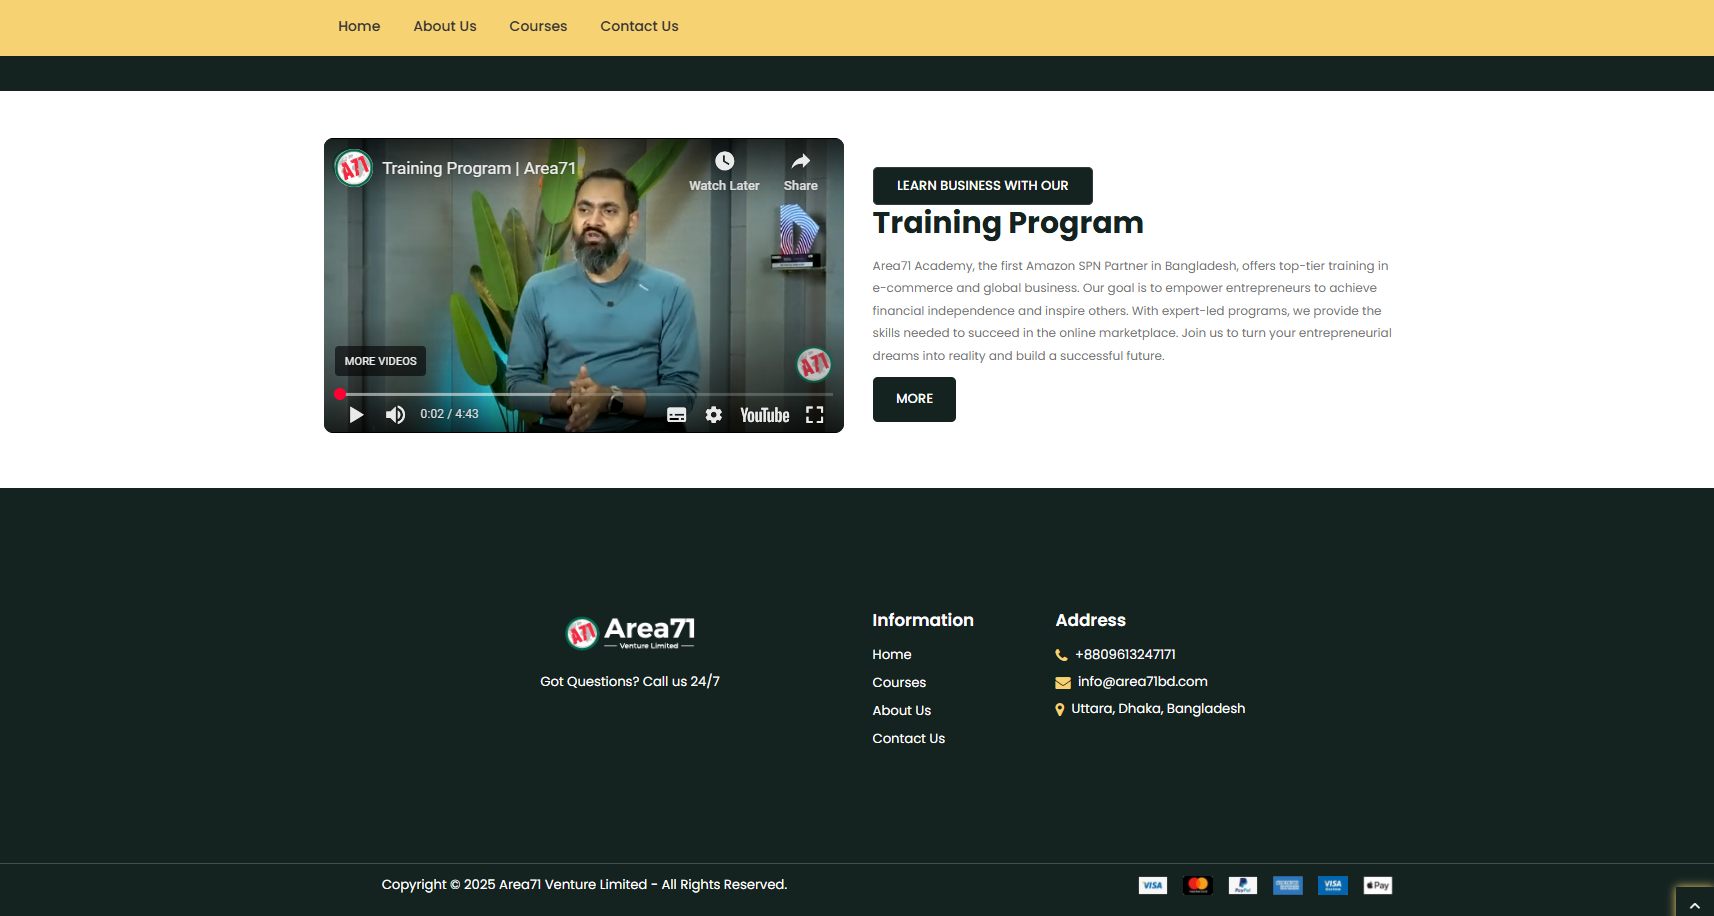 Home About Us Courses Contact Us
Training Program | Area71
Watch Later Share
MORE VIDEOS
0:02 / 4:43
YouTube
A71
A71
LEARN BUSINESS WITH OUR
Training Program
Area71 Academy, the first Amazon SPN Partner in Bangladesh, offers top-tier training in
e-commerce and global business. Our goal is to empower entrepreneurs to achieve
financial independence and inspire others. With expert-led programs, we provide the
skills needed to succeed in the online marketplace. Join us to turn your entrepreneurial
dreams into reality and build a successful future.
MORE
A71
Area71
Venture Limited
Got Questions? Call us 24/7
Information
Home
Courses
About Us
Contact Us
Address
+8809613247171
info@area71bd.com
Uttara, Dhaka, Bangladesh
Copyright © 2025 Area71 Venture Limited - All Rights Reserved.
VISA
PayPal
VISA
Pay